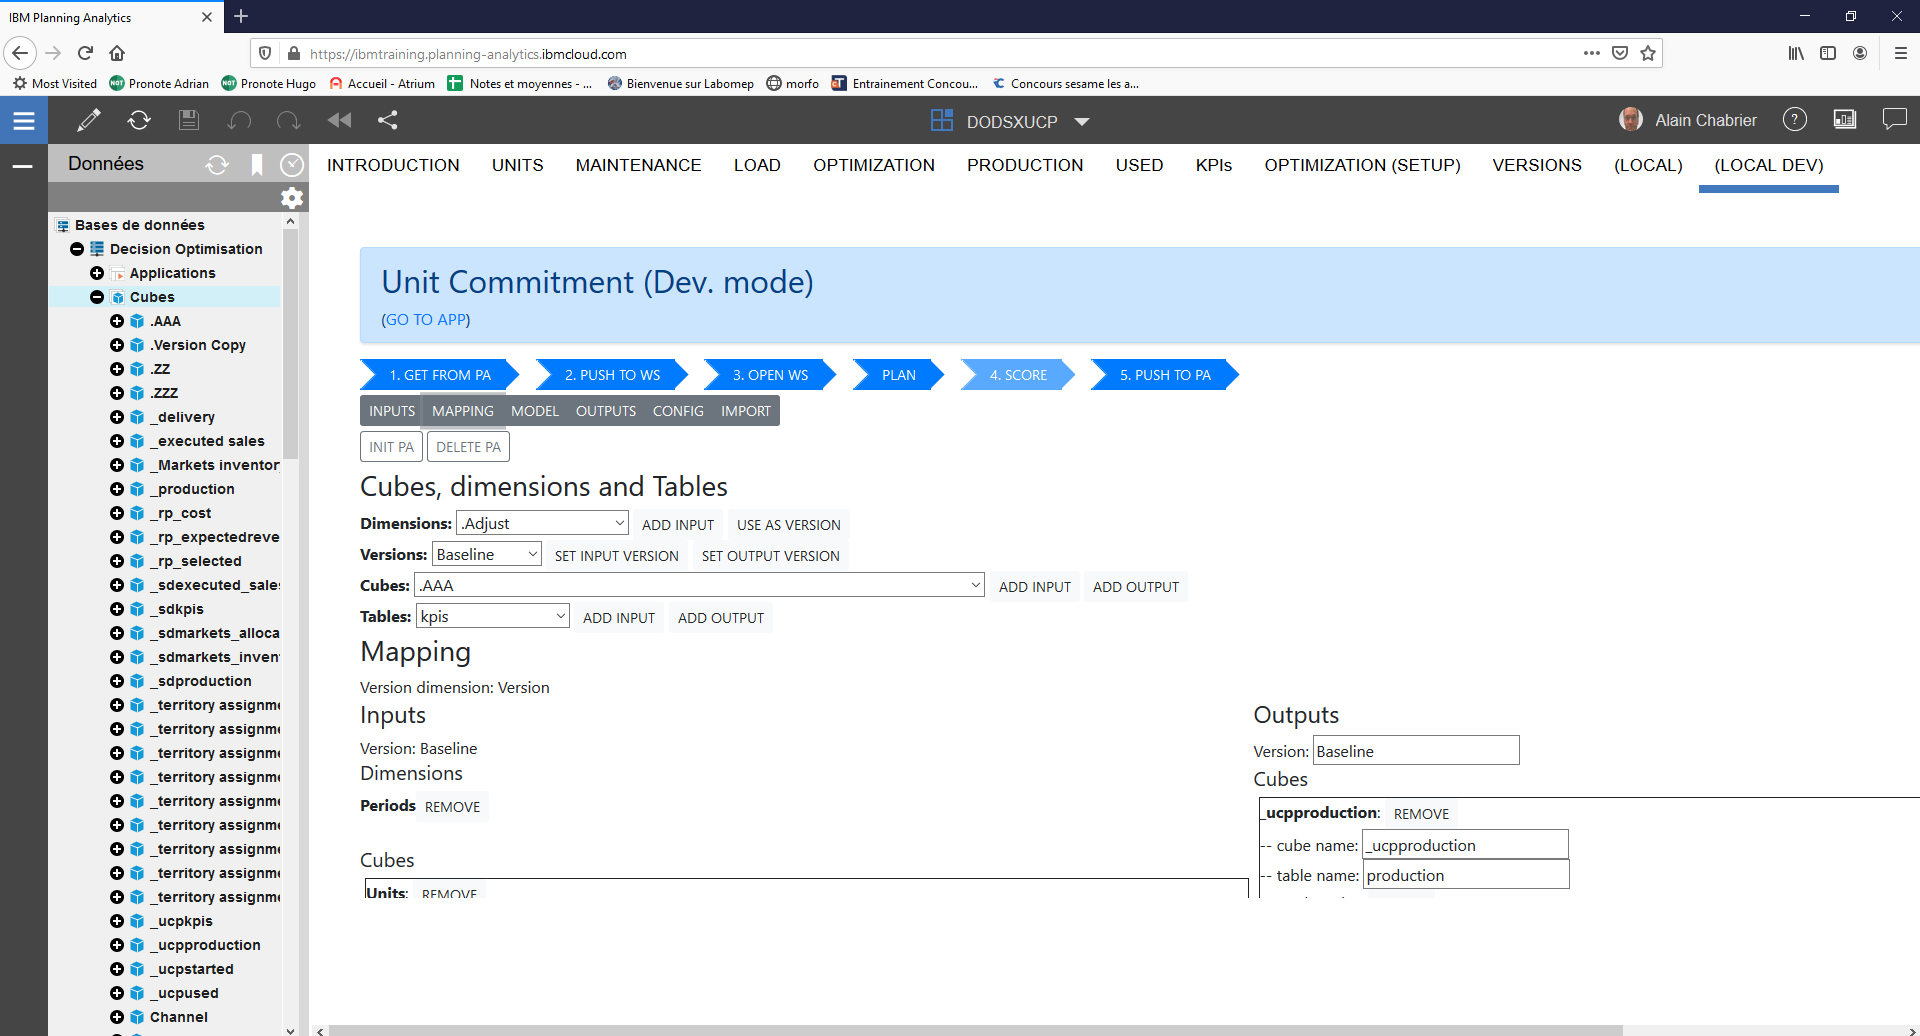 IBM Planning Analytics
https://ibmtraining.planning-analytics.ibmcloud.com
Most Visited Pronote Adrian Pronote Hugo Accueil - Atrium Notes et moyennes - ... Bienvenue sur Labomep morfo Entrainement Concou... Concours sesame les a...
DODSXUCP
Alain Chabrier
Données
INTRODUCTION UNITS MAINTENANCE LOAD OPTIMIZATION PRODUCTION USED KPIs OPTIMIZATION (SETUP) VERSIONS (LOCAL) (LOCAL DEV)
Bases de données
Decision Optimisation
Applications
Cubes
.AAA
.Version Copy
.ZZ
.ZZZ
_delivery
_executed sales
_Markets inventor
_production
_rp_cost
_rp_expectedreve
_rp_selected
_sdexecuted_sale
_sdkpis
_sdmarkets_alloca
_sdmarkets_inven
_sdproduction
_territory assignm
_territory assignm
_territory assignm
_territory assignm
_territory assignm
_territory assignm
_territory assignm
_territory assignm
_territory assignm
_ucpkpis
_ucpproduction
_ucpstarted
_ucpused
Channel
Unit Commitment (Dev. mode)
(GO TO APP)
1. GET FROM PA 2. PUSH TO WS 3. OPEN WS PLAN 4. SCORE 5. PUSH TO PA
INPUTS MAPPING MODEL OUTPUTS CONFIG IMPORT
INIT PA DELETE PA
Cubes, dimensions and Tables
Dimensions: .Adjust ADD INPUT USE AS VERSION
Versions: Baseline SET INPUT VERSION SET OUTPUT VERSION
Cubes: .AAA ADD INPUT ADD OUTPUT
Tables: kpis ADD INPUT ADD OUTPUT
Mapping
Version dimension: Version
Inputs
Version: Baseline
Dimensions
Periods REMOVE
Cubes
Units: REMOVE
Outputs
Version: Baseline
Cubes
_ucpproduction: REMOVE
-- cube name: _ucpproduction
-- table name: production